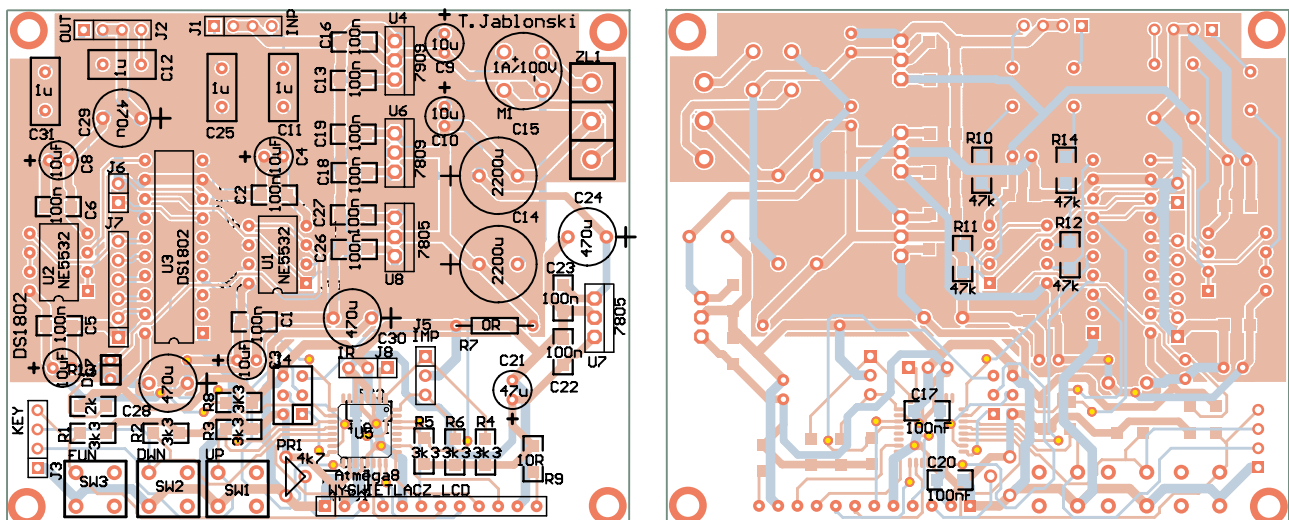 OUT
J2
J1
INP
C16
U4
T.Jablonski
100n
10u
7909
C9
1A/100V
M1
ZL1
1u
C12
1u
C31
C29
470u
1u
C25
1u
C11
C13
100n
C19
100n
U6
7809
10u
C10
C15
2200u
C18
100n
C8
10uF
J6
C4
10uF
C2
100n
100n
C6
J7
U3
DS1802
U1
NE5532
C27
100n
C26
100n
7805
U8
C14
2200u
C24
470u
U2
NE5532
DS1802
C23
100n
7805
U7
100n
C5
100n
C1
470u
C30
J5
IMP
0R
R7
100n
C22
10uF
10uF
C3
IR
J8
C21
47u
470u
C28
2k
R8
3K3
KEY
R1
3k3
R2
3k3
R3
3k3
U5
R5
3k3
R6
3k3
R4
3k3
10R
R9
J3
FUN
SW3
DWN
SW2
UP
SW1
PR1
4k7
Atmega8
WYSWIETLACZ_LCD
R10
47k
R14
47k
R11
47k
R12
47k
C17
100nF
C20
100nF